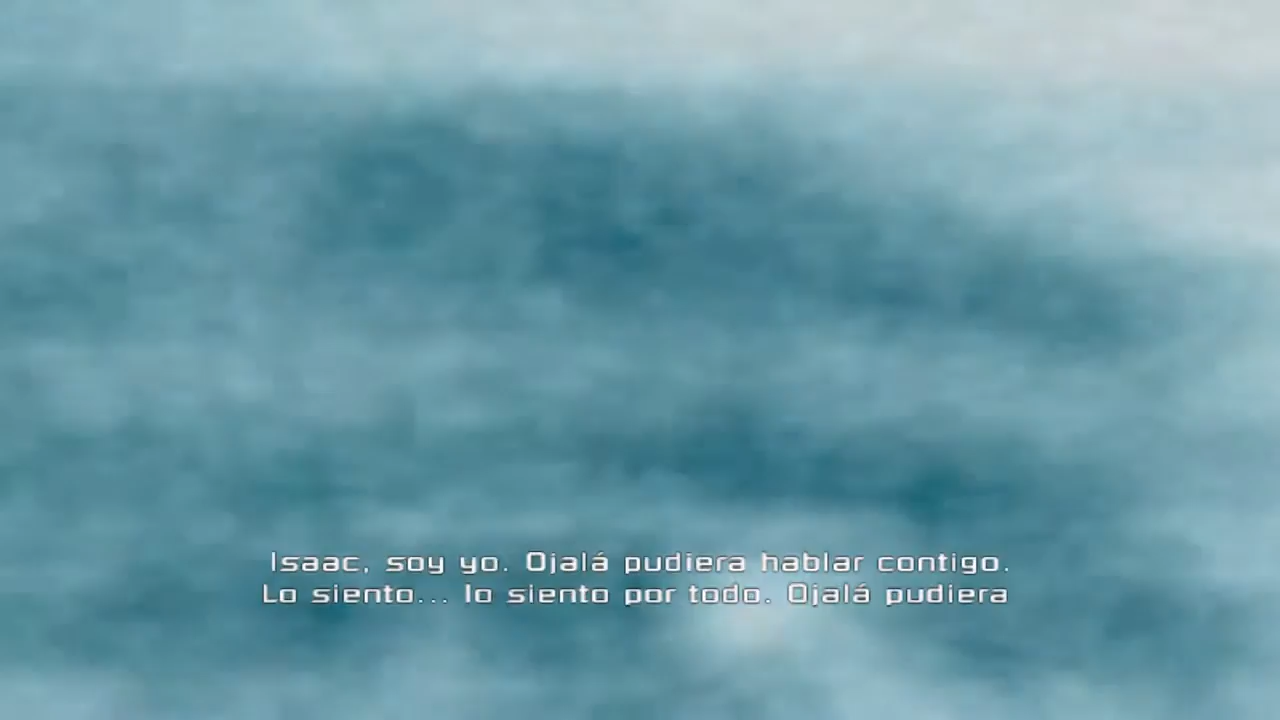 Isaac, soy yo. Ojalá pudiera hablar contigo.
Lo siento... lo siento por todo. Ojalá pudiera